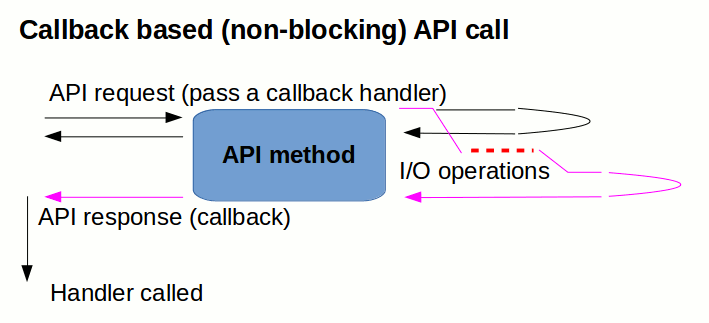 Callback based (non-blocking) API call
API request (pass a callback handler)
API method
I/O operations
API response (callback)
Handler called